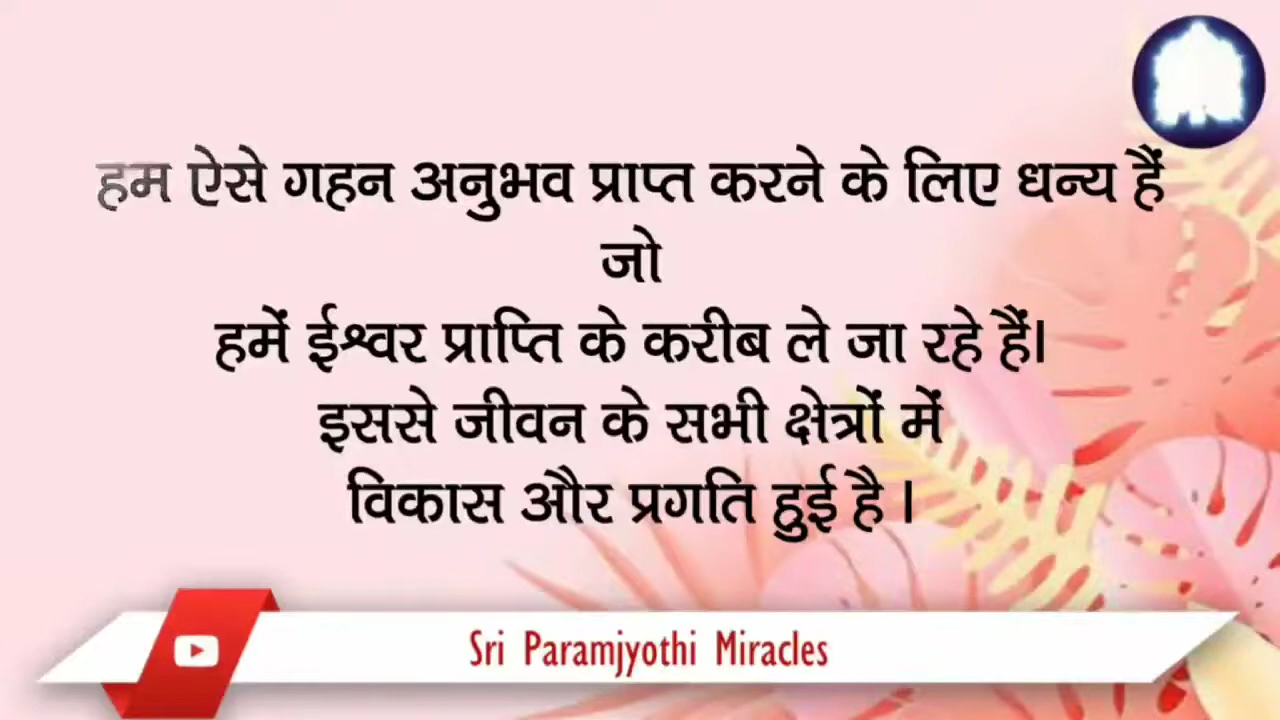 हम ऐसे गहन अनुभव प्राप्त करने के लिए धन्य हैं
जो
हमें ईश्वर प्राप्ति के करीब ले जा रहे हैं।
इससे जीवन के सभी क्षेत्रों में
विकास और प्रगति हुई है ।
Sri Paramjyothi Miracles